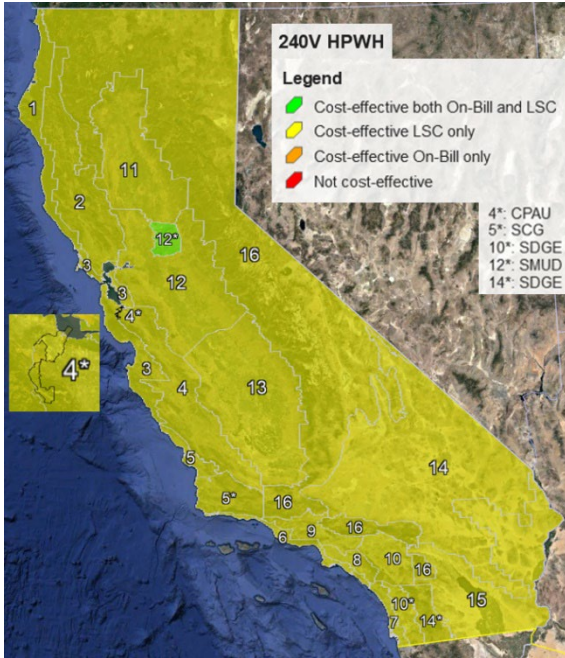 240V HPWH
Legend
Cost-effective both On-Bill and LSC
Cost-effective LSC only
Cost-effective On-Bill only
Not cost-effective
4*: CPAU
5*: SCG
10*: SDGE
12*: SMUD
14*: SDGE
1
11
2
12*
16
3
12
3
4*
4*
3
4
13
5
14
5*
16
6
9
16
8
10
16
15
10*
7
14*